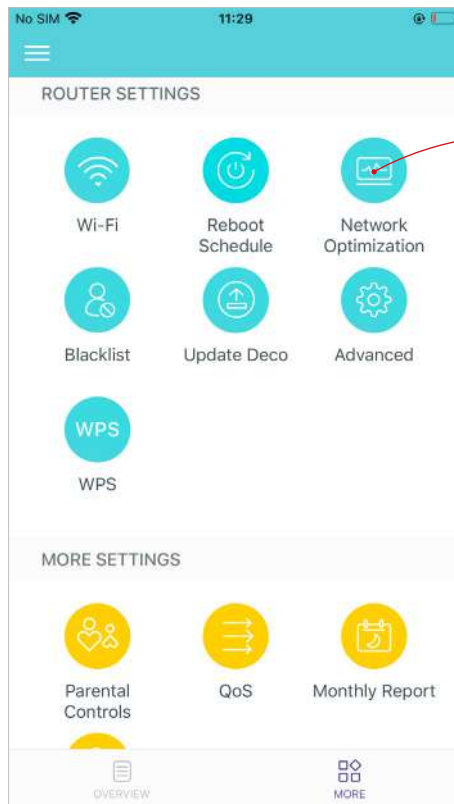 No SIM 11:29
ROUTER SETTINGS
Wi-Fi Reboot Network
Schedule Optimization
Blacklist Update Deco Advanced
WPS
WPS
MORE SETTINGS
Parental QoS Monthly Report
Controls
OVERVIEW MORE